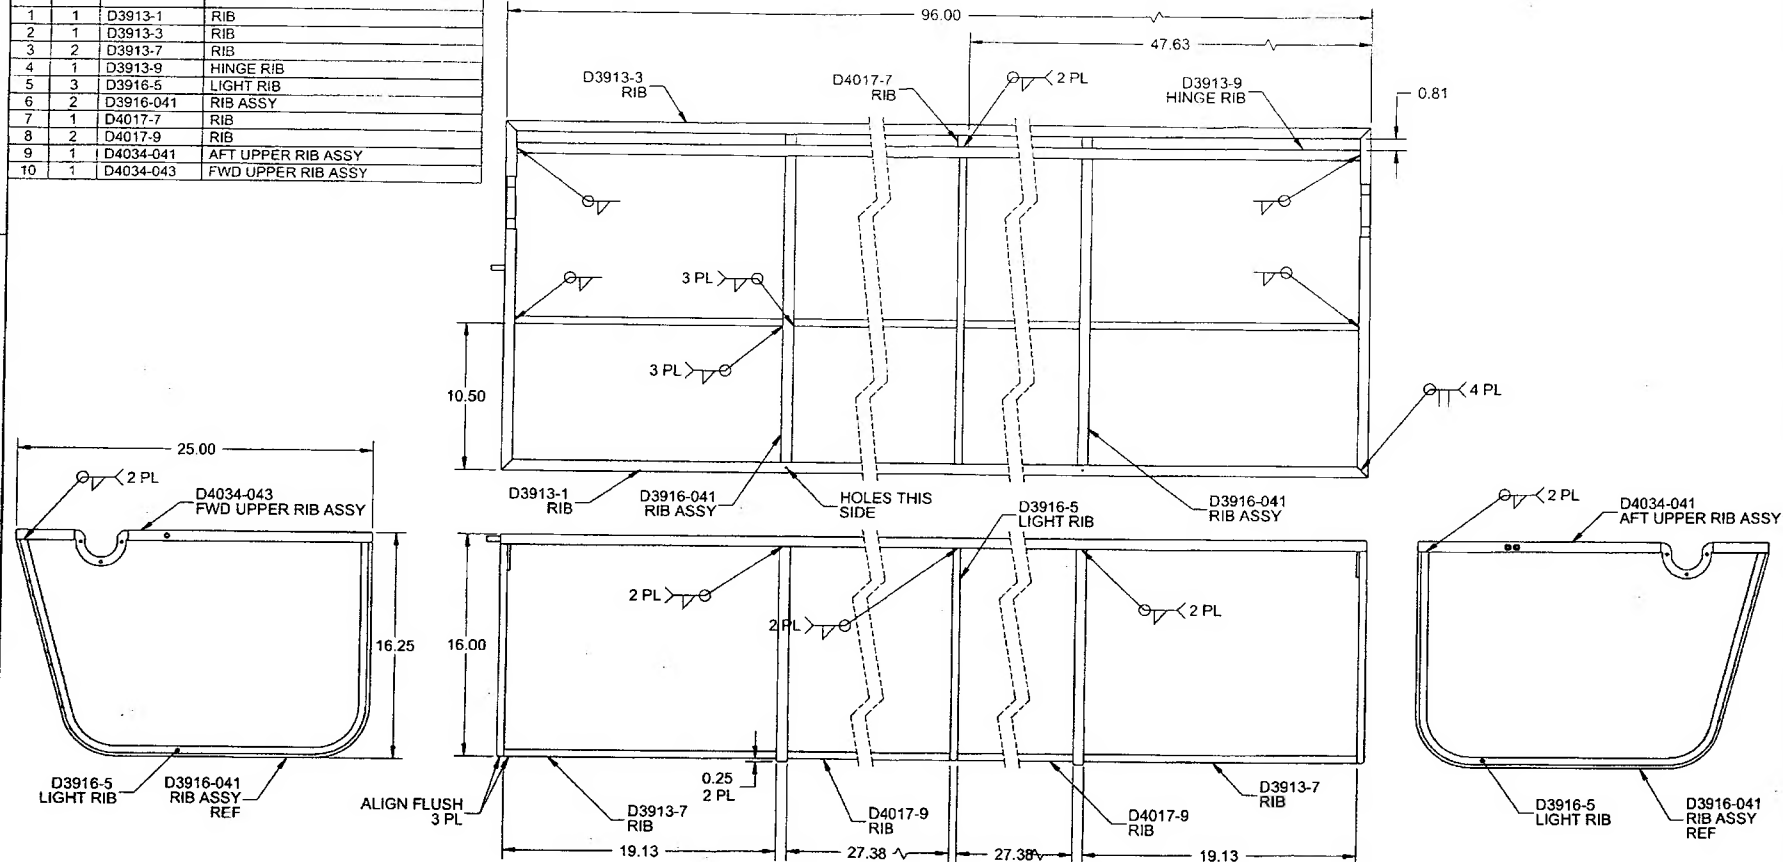 1 1 D3913-1 RIB
2 1 D3913-3 RIB
3 2 D3913-7 RIB
4 1 D3913-9 HINGE RIB
5 3 D3916-5 LIGHT RIB
6 2 D3916-041 RIB ASSY
7 1 D4017-7 RIB
8 2 D4017-9 RIB
9 1 D4034-041 AFT UPPER RIB ASSY
10 1 D4034-043 FWD UPPER RIB ASSY
96.00
47.63
D3913-3
RIB
D4017-7
RIB
2 PL
D3913-9
HINGE RIB
0.81
3 PL
3 PL
10.50
4 PL
D3913-1
RIB
D3916-041
RIB ASSY
HOLES THIS
SIDE
D3916-041
RIB ASSY
25.00
2 PL
D4034-043
FWD UPPER RIB ASSY
16.25
D3916-5
LIGHT RIB
D3916-041
RIB ASSY
REF
16.00
D3916-5
LIGHT RIB
2 PL
2 PL
2 PL
ALIGN FLUSH
3 PL
D3913-7
RIB
0.25
2 PL
D4017-9
RIB
D4017-9
RIB
D3913-7
RIB
19.13
27.38
27.38
19.13
2 PL
D4034-041
AFT UPPER RIB ASSY
D3916-5
LIGHT RIB
D3916-041
RIB ASSY
REF